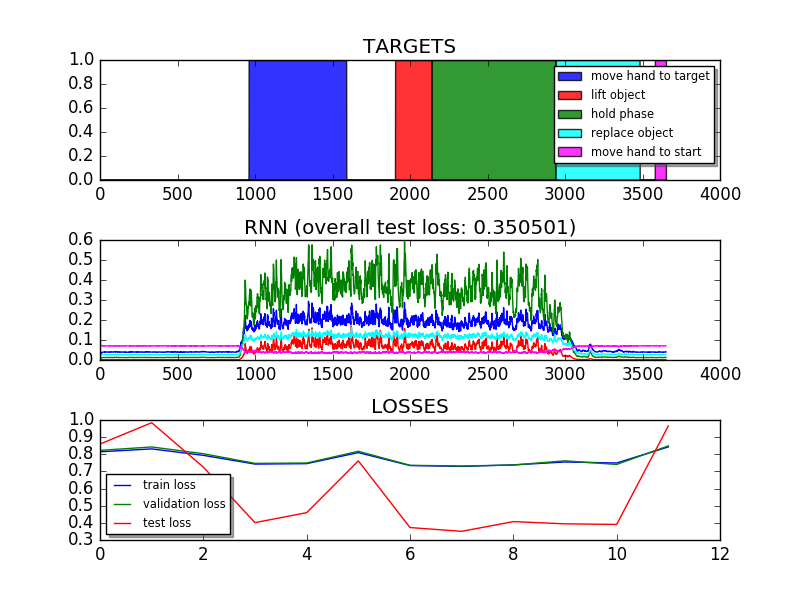 TARGETS
1.0
0.8
0.6
0.4
0.2
0.0
move hand to target
lift object
hold phase
replace object
move hand to start
0 500 1000 1500 2000 2500 3000 3500 4000
RNN (overall test loss: 0.350501)
0.6
0.5
0.4
0.3
0.2
0.1
0.0
0 500 1000 1500 2000 2500 3000 3500 4000
LOSSES
1.0
0.9
0.8
0.7
0.6
0.5
0.4
0.3
train loss
validation loss
test loss
0 2 4 6 8 10 12